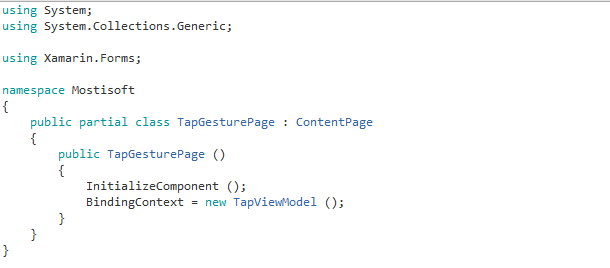 using System;
using System.Collections.Generic;
using Xamarin.Forms;
namespace Mostisoft
{
    public partial class TapGesturePage : ContentPage
    {
        public TapGesturePage ()
        {
            InitializeComponent ();
            BindingContext = new TapViewModel ();
        }
    }
}